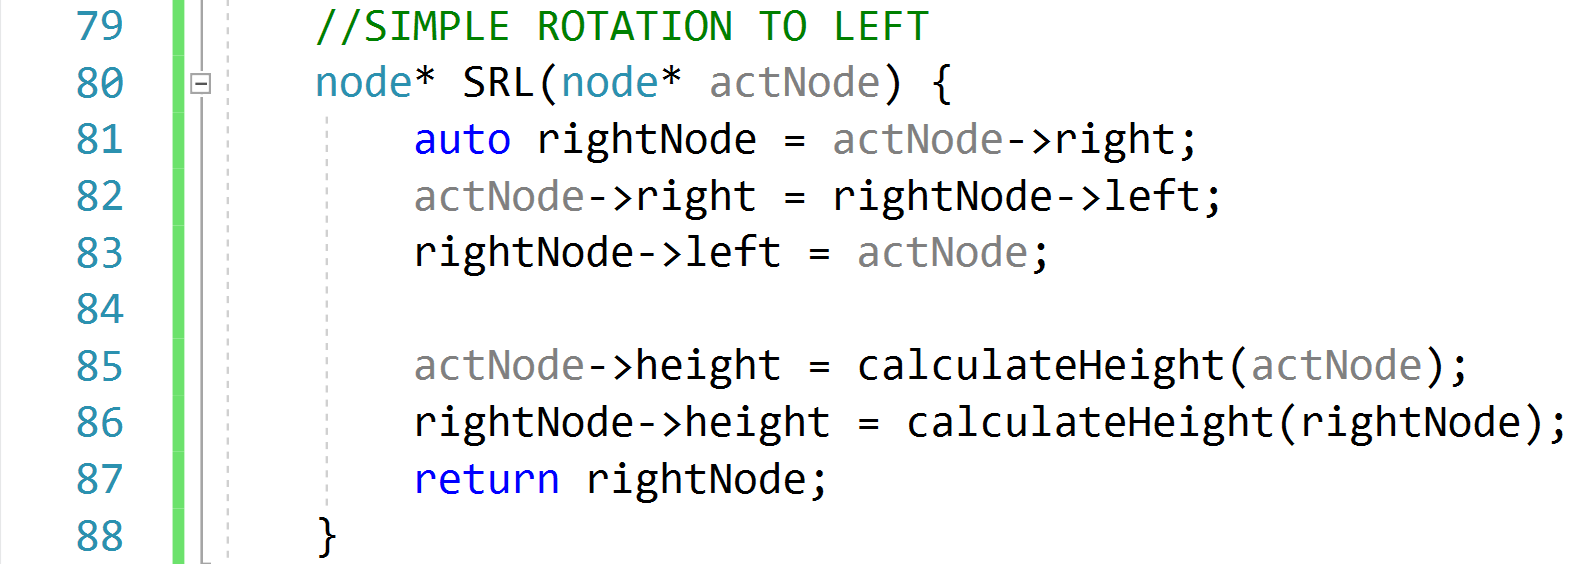 79 //SIMPLE ROTATION TO LEFT
80 node* SRL(node* actNode) {
81 auto rightNode = actNode->right;
82 actNode->right = rightNode->left;
83 rightNode->left = actNode;
84
85 actNode->height = calculateHeight(actNode);
86 rightNode->height = calculateHeight(rightNode);
87 return rightNode;
88 }